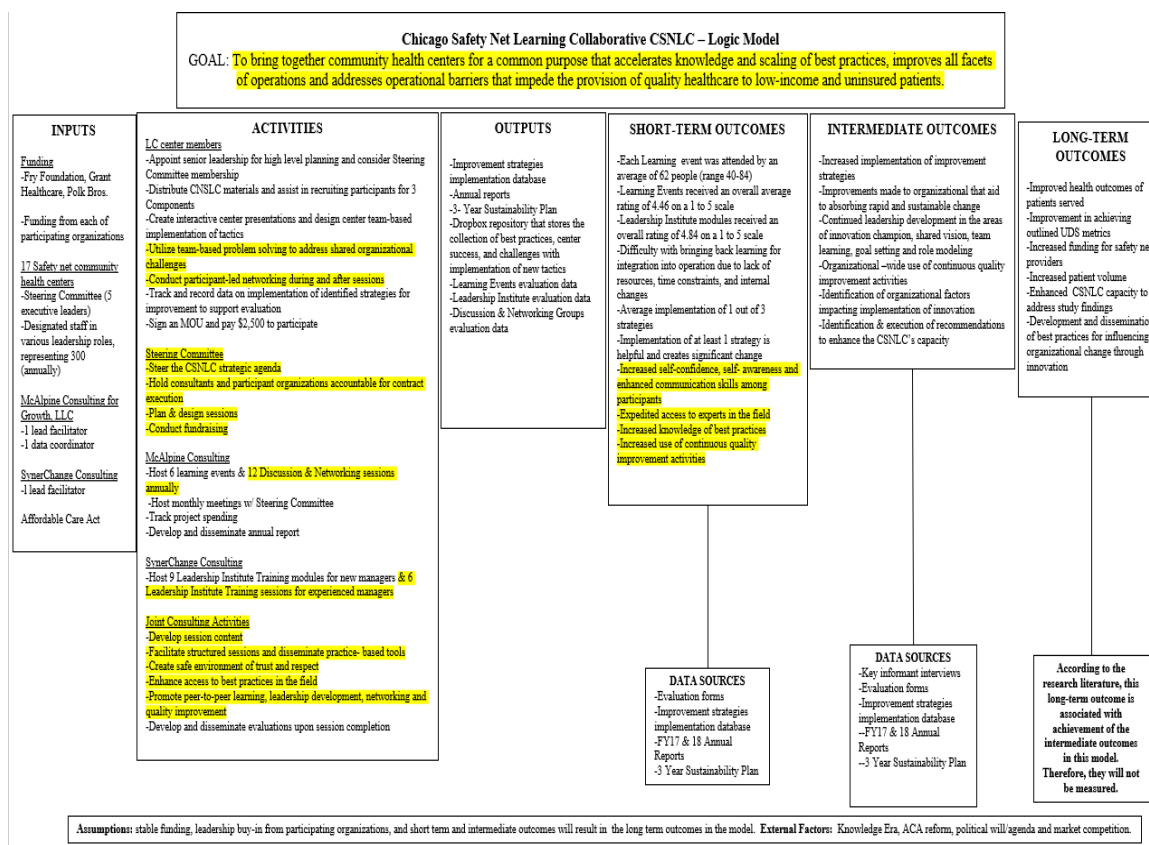 Chicago Safety Net Learning Collaborative CSNLC – Logic Model
GOAL: To bring together community health centers for a common purpose that accelerates knowledge and scaling of best practices, improves all facets
of operations and addresses operational barriers that impede the provision of quality healthcare to low-income and uninsured patients.
INPUTS
Funding
-Fry Foundation, Grant
Healthcare, Polk Bros.
-Funding from each of
participating organizations
17 Safety net community
health centers
-Steering Committee (5
executive leaders)
-Designated staff in
various leadership roles,
representing 300
(annually)
McAlpine Consulting for
Growth, LLC
-1 lead facilitator
-1 data coordinator
SynerChange Consulting
-1 lead facilitator
Affordable Care Act
ACTIVITIES
LC center members
-Appoint senior leadership for high level planning and consider Steering
Committee membership
-Distribute CNSLC materials and assist in recruiting participants for 3
Components
-Create interactive center presentations and design center team-based
implementation of tactics
-Utilize team-based problem solving to address shared organizational
challenges
-Conduct participant-led networking during and after sessions
-Track and record data on implementation of identified strategies for
improvement to support evaluation
-Sign an MOU and pay $2,500 to participate
Steering Committee
-Steer the CSNLC strategic agenda
-Hold consultants and participant organizations accountable for contract
execution
-Plan & design sessions
-Conduct fundraising
McAlpine Consulting
-Host 6 learning events & 12 Discussion & Networking sessions
annually
-Host monthly meetings w/ Steering Committee
-Track project spending
-Develop and disseminate annual report
SynerChange Consulting
-Host 9 Leadership Institute Training modules for new managers & 6
Leadership Institute Training sessions for experienced managers
Joint Consulting Activities
-Develop session content
-Facilitate structured sessions and disseminate practice- based tools
-Create safe environment of trust and respect
-Enhance access to best practices in the field
-Promote peer-to-peer learning, leadership development, networking and
quality improvement
-Develop and disseminate evaluations upon session completion
OUTPUTS
-Improvement strategies
implementation database
-Annual reports
-3- Year Sustainability Plan
-Dropbox repository that stores the
collection of best practices, center
success, and challenges with
implementation of new tactics
-Learning Events evaluation data
-Leadership Institute evaluation data
-Discussion & Networking Groups
evaluation data
SHORT-TERM OUTCOMES
-Each Learning event was attended by an
average of 62 people (range 40-84)
-Learning Events received an overall average
rating of 4.46 on a 1 to 5 scale
-Leadership Institute modules received an
overall rating of 4.84 on a 1 to 5 scale
-Difficulty with bringing back learning for
integration into operation due to lack of
resources, time constraints, and internal
changes
-Average implementation of 1 out of 3
strategies
-Implementation of at least 1 strategy is
helpful and creates significant change
-Increased self-confidence, self- awareness and
enhanced communication skills among
participants
-Expedited access to experts in the field
-Increased knowledge of best practices
-Increased use of continuous quality
improvement activities
DATA SOURCES
-Evaluation forms
-Improvement strategies
implementation database
-FY17 & 18 Annual
Reports
-3 Year Sustainability Plan
INTERMEDIATE OUTCOMES
-Increased implementation of improvement
strategies
-Improvements made to organizational that aid
to absorbing rapid and sustainable change
-Continued leadership development in the areas
of innovation champion, shared vision, team
learning, goal setting and role modeling
-Organizational –wide use of continuous quality
improvement activities
-Identification of organizational factors
impacting implementation of innovation
-Identification & execution of recommendations
to enhance the CSNLC's capacity
DATA SOURCES
-Key informant interviews
-Evaluation forms
-Improvement strategies
implementation database
--FY17 & 18 Annual
Reports
--3 Year Sustainability Plan
LONG-TERM
OUTCOMES
-Improved health outcomes of
patients served
-Improvement in achieving
outlined UDS metrics
-Increased funding for safety net
providers
-Increased patient volume
-Enhanced CSNLC capacity to
address study findings
-Development and dissemination
of best practices for influencing
organizational change through
innovation
According to the
research literature, this
long-term outcome is
associated with
achievement of the
intermediate outcomes
in this model.
Therefore, they will not
be measured.
Assumptions: stable funding, leadership buy-in from participating organizations, and short term and intermediate outcomes will result in the long term outcomes in the model. External Factors: Knowledge Era, ACA reform, political will/agenda and market competition.